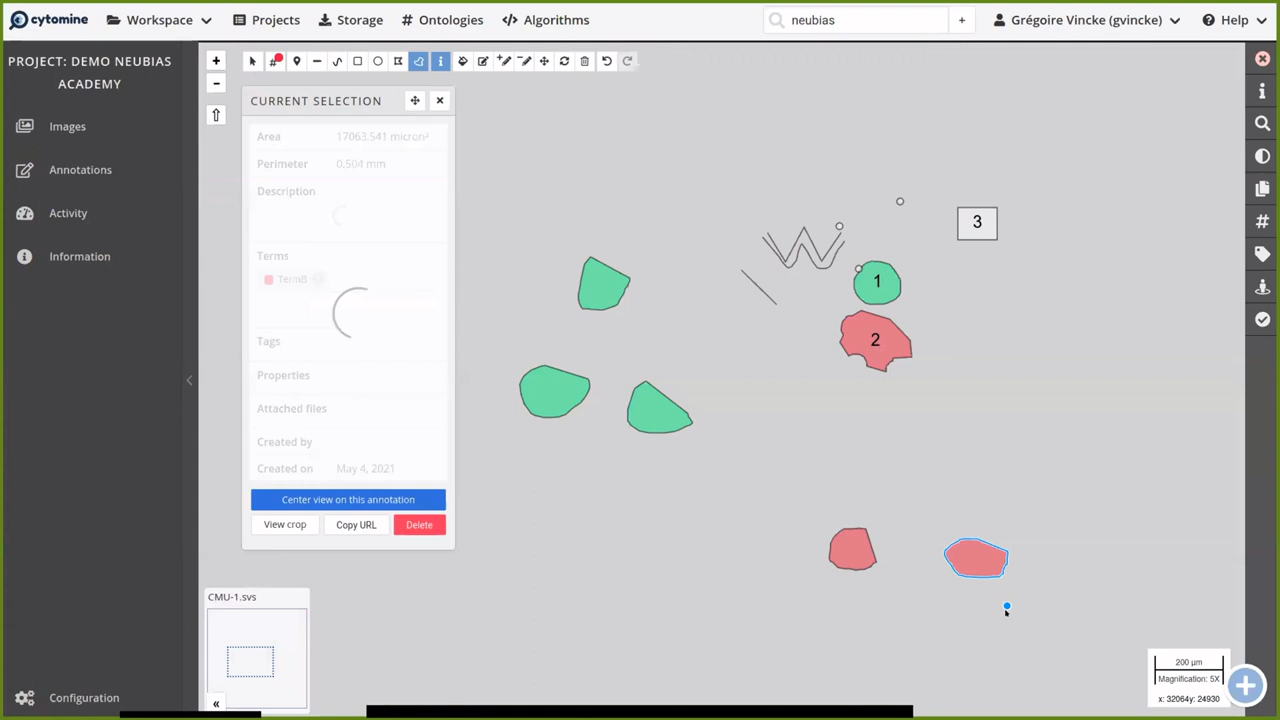 cytomine Workspace Projects Storage Ontologies Algorithms neubias + Grégoire Vincke (gvincke) Help
PROJECT: DEMO NEUBIAS
ACADEMY
Images
Annotations
Activity
Information
Configuration
CURRENT SELECTION
Area 17063.541 micron²
Perimeter 0.504 mm
Description
Terms
TermB
Tags
Properties
Attached files
Created by
Created on May 4, 2021
Center view on this annotation
View crop Copy URL Delete
3
1
2
CMU-1.svs
200 µm
Magnification: 5X
x: 32064y: 24930